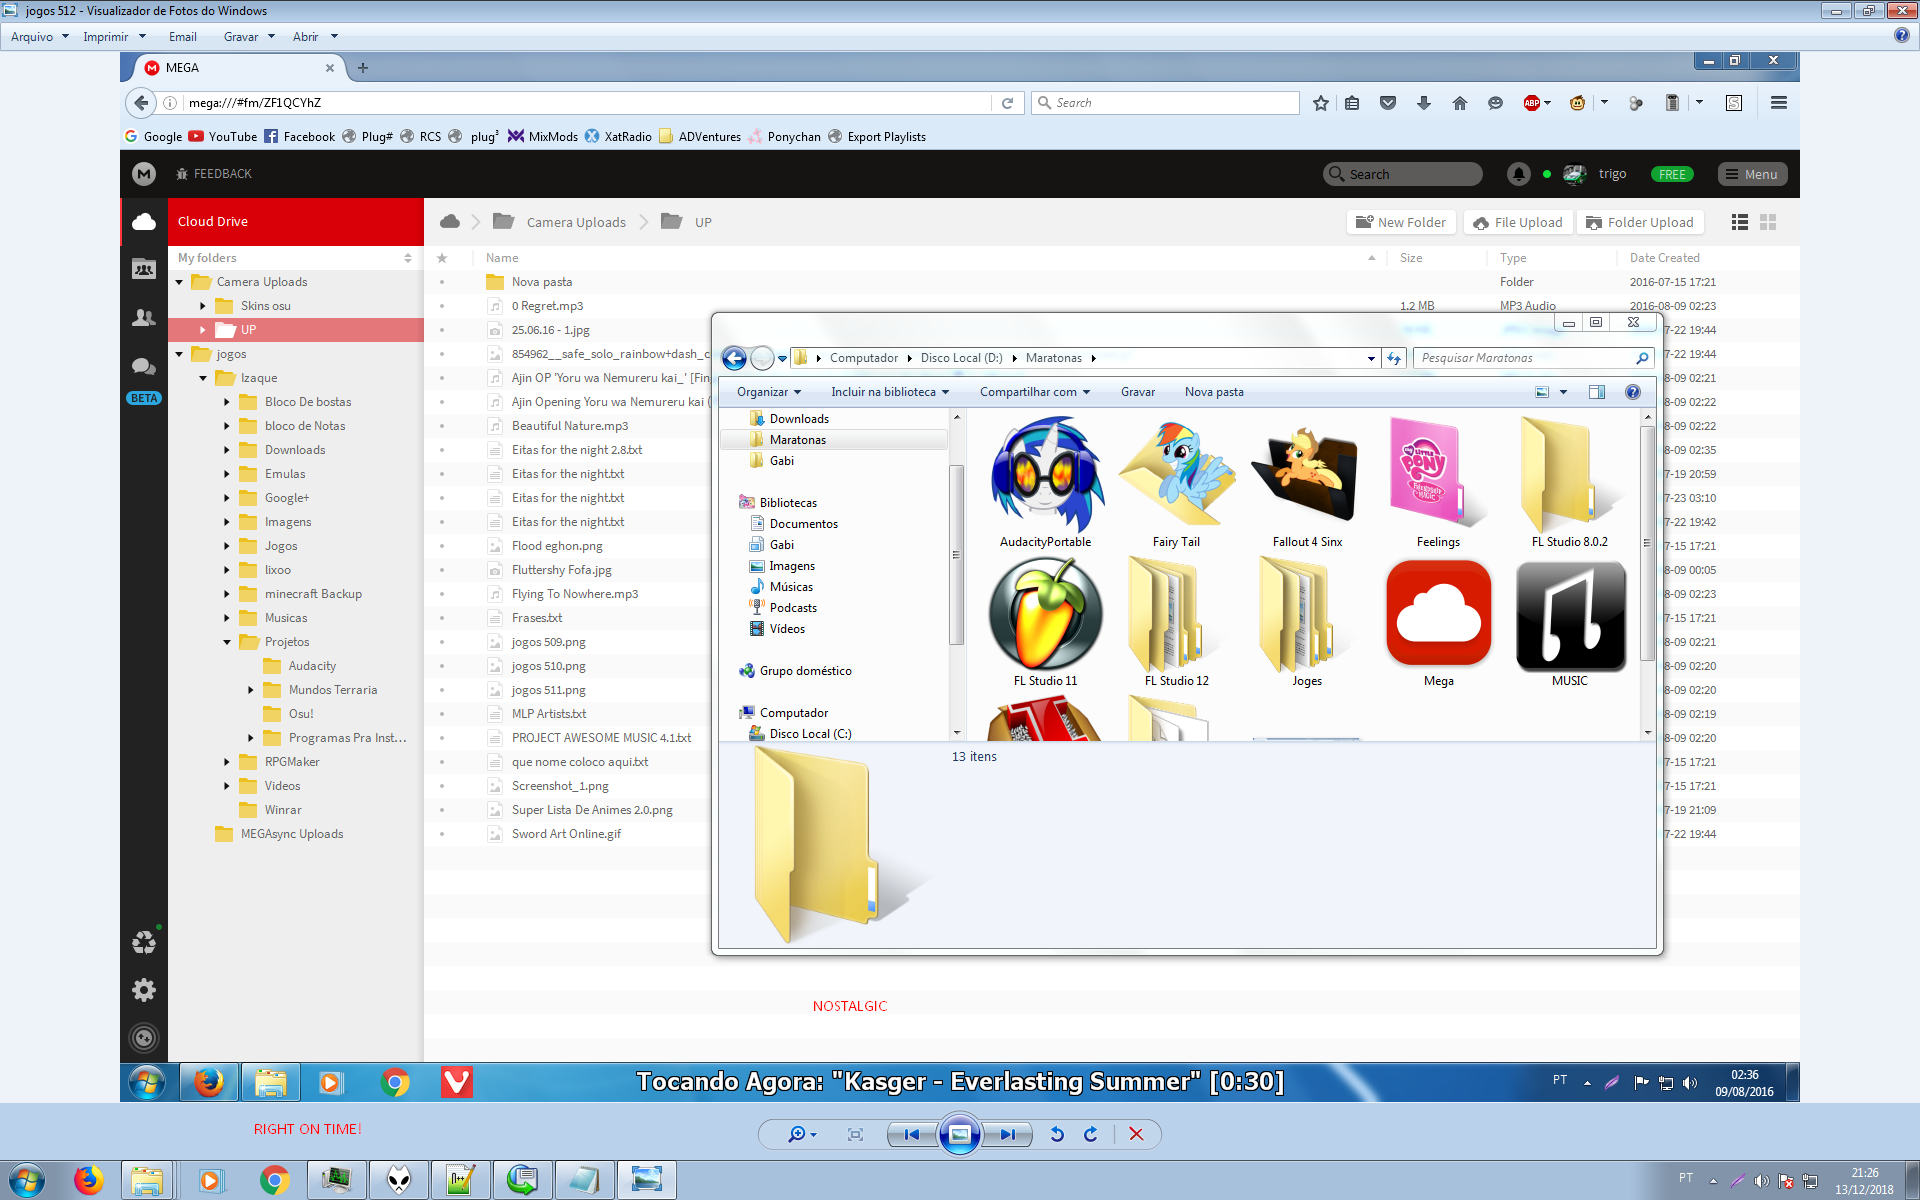 jogos 512 - Visualizador de Fotos do Windows
Arquivo Imprimir Email Gravar Abrir
MEGA
mega:///#fm/ZF1QCYhZ
Search
ABP
Google YouTube Facebook Plug# RCS plug³ MixMods XatRadio ADVentures Ponychan Export Playlists
FEEDBACK
Search
trigo
FREE
Menu
Cloud Drive
Camera Uploads UP
New Folder File Upload Folder Upload
My folders
Camera Uploads
Skins osu
UP
jogos
Izaque
Bloco De bostas
bloco de Notas
Downloads
Emulas
Google+
Imagens
Jogos
lixoo
minecraft Backup
Musicas
Projetos
Audacity
Mundos Terraria
Osu!
Programas Pra Inst...
RPGMaker
Videos
Winrar
MEGAsync Uploads
BETA
Name Size Type Date Created
Nova pasta Folder 2016-07-15 17:21
0 Regret.mp3 1.2 MB MP3 Audio 2016-08-09 02:23
25.06.16 - 1.jpg 7-22 19:44
854962__safe_solo_rainbow+dash_c 7-22 19:44
Ajin OP 'Yoru wa Nemureru kai_' [Fin 8-09 02:21
Ajin Opening Yoru wa Nemureru kai ( 8-09 02:22
Beautiful Nature.mp3 8-09 02:22
Eitas for the night 2.8.txt 8-09 02:35
Eitas for the night.txt 7-19 20:59
Eitas for the night.txt 7-23 03:10
Eitas for the night.txt 7-22 19:42
Flood eghon.png 7-15 17:21
Fluttershy Fofa.jpg 8-09 00:05
Flying To Nowhere.mp3 8-09 02:23
Frases.txt 7-15 17:21
jogos 509.png 8-09 02:21
jogos 510.png 8-09 02:20
jogos 511.png 8-09 02:20
MLP Artists.txt 8-09 02:19
PROJECT AWESOME MUSIC 4.1.txt 8-09 02:20
que nome coloco aqui.txt 7-15 17:21
Screenshot_1.png 7-15 17:21
Super Lista De Animes 2.0.png 7-19 21:09
Sword Art Online.gif 7-22 19:44
Computador Disco Local (D:) Maratonas
Pesquisar Maratonas
Organizar Incluir na biblioteca Compartilhar com Gravar Nova pasta
Downloads
Maratonas
Gabi
Bibliotecas
Documentos
Gabi
Imagens
Músicas
Podcasts
Vídeos
Grupo doméstico
Computador
Disco Local (C:)
my LITTLE
PONY
AudacityPortable Fairy Tail Fallout 4 Sinx Feelings FL Studio 8.0.2
FL Studio 11 FL Studio 12 Joges Mega MUSIC
13 itens
NOSTALGIC
Tocando Agora: "Kasger - Everlasting Summer" [0:30]
PT
02:36
09/08/2016
RIGHT ON TIME!
PT
21:26
13/12/2018